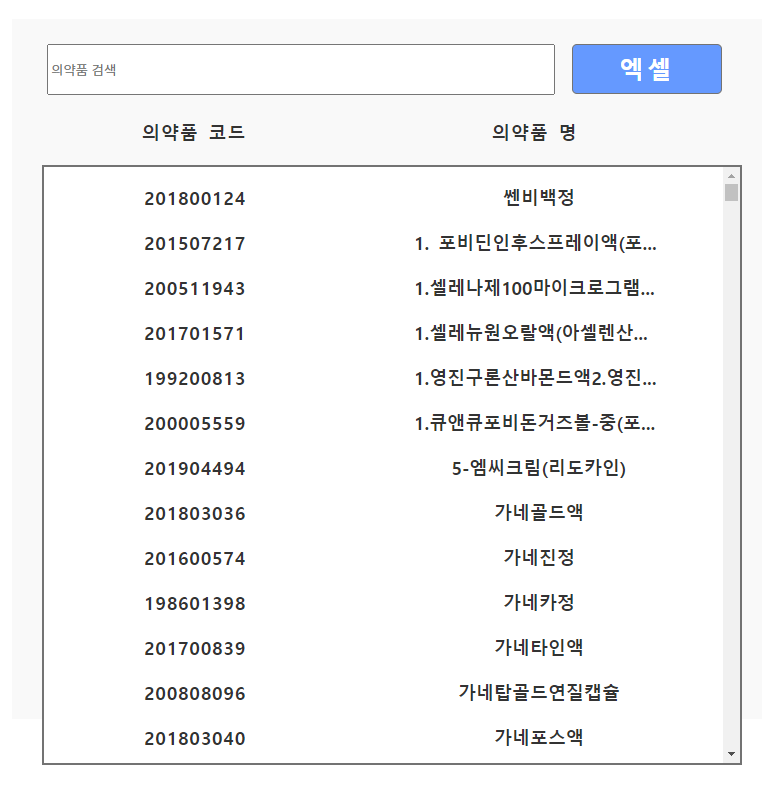 의약품 검색
엑셀
의약품 코드 의약품 명
201800124 쎈비백정
201507217 1. 포비딘인후스프레이액(포...
200511943 1.셀레나제100마이크로그램...
201701571 1.셀레뉴원오랄액(아셀렌산...
199200813 1.영진구론산바몬드액2.영진...
200005559 1.큐앤큐포비돈거즈볼-중(포...
201904494 5-엠씨크림(리도카인)
201803036 가네골드액
201600574 가네진정
198601398 가네카정
201700839 가네타인액
200808096 가네탑골드연질캡슐
201803040 가네포스액